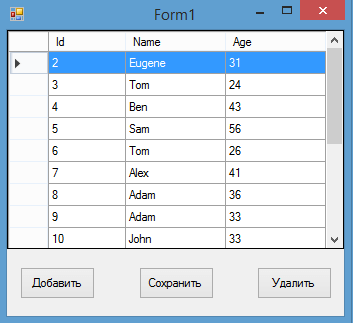 Form1
Id Name Age
2 Eugene 31
3 Tom 24
4 Ben 43
5 Sam 56
6 Tom 26
7 Alex 41
8 Adam 36
9 Adam 33
10 John 33
Добавить Сохранить Удалить